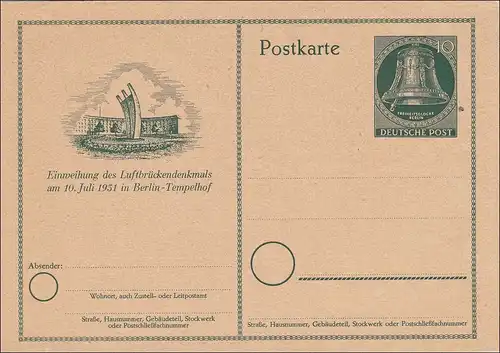 Postkarte
10
FREIHEITSGLOCKE
BERLIN
DEUTSCHE POST
Einweihung des Luftbrückendenkmals
am 10. Juli 1951 in Berlin-Tempelhof
Absender:
Wohnort, auch Zustell- oder Leitpostamt
Straße, Hausnummer, Gebäudeteil, Stockwerk
oder Postschließfachnummer
Straße, Hausnummer, Gebäudeteil, Stockwerk oder Postschließfachnummer